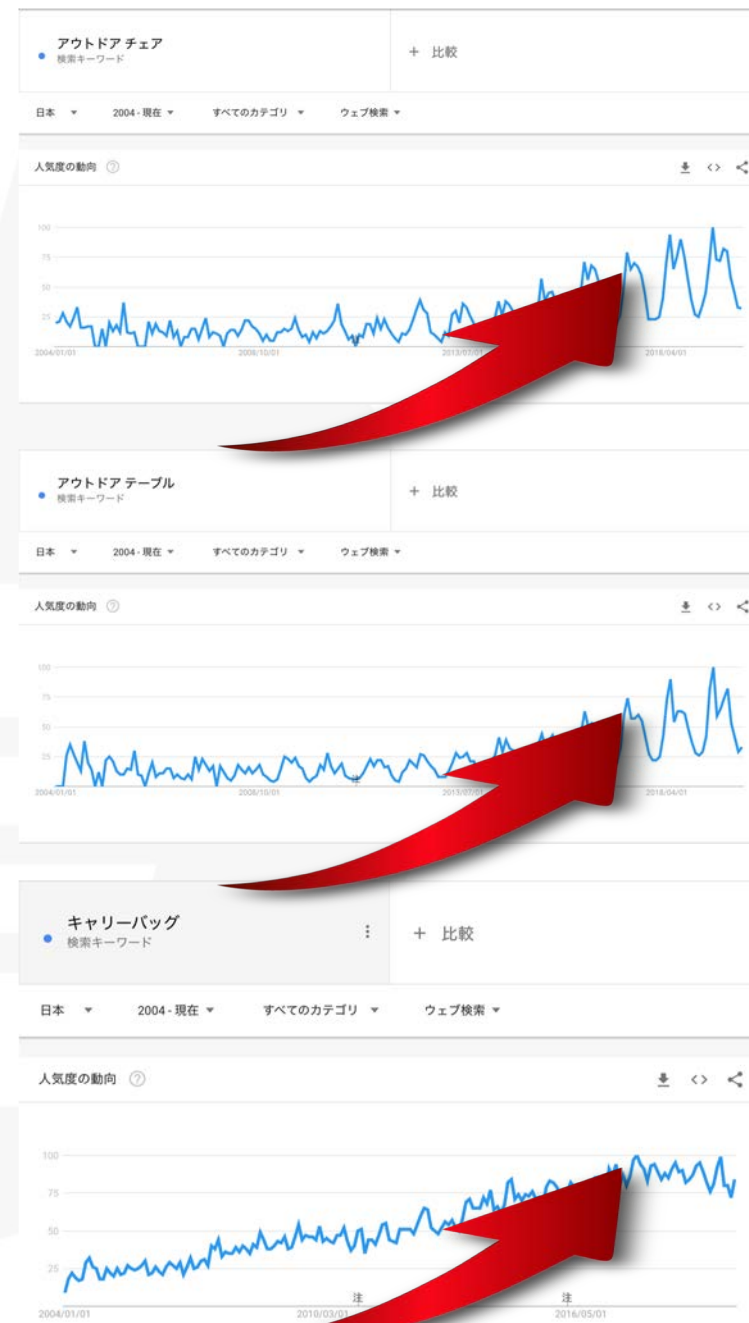 アウトドア チェア
検索キーワード
+ 比較
日本 2004 - 現在 すべてのカテゴリ ウェブ検索
人気度の動向
100
75
50
25
2004/01/01 2008/10/01 2013/07/01 2018/04/01
アウトドア テーブル
検索キーワード
+ 比較
日本 2004 - 現在 すべてのカテゴリ ウェブ検索
人気度の動向
100
75
50
25
注
2004/01/01 2008/10/01 2013/07/01 2018/04/01
キャリーバッグ
検索キーワード
+ 比較
日本 2004 - 現在 すべてのカテゴリ ウェブ検索
人気度の動向
100
75
50
25
注 注
2004/01/01 2010/03/01 2016/05/01